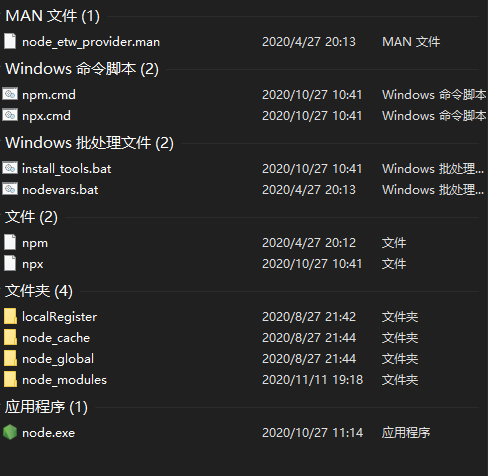 MAN 文件 (1)
node_etw_provider.man 2020/4/27 20:13 MAN 文件
Windows 命令脚本 (2)
npm.cmd 2020/10/27 10:41 Windows 命令脚本
npx.cmd 2020/10/27 10:41 Windows 命令脚本
Windows 批处理文件 (2)
install_tools.bat 2020/10/27 10:41 Windows 批处理...
nodevars.bat 2020/4/27 20:13 Windows 批处理...
文件 (2)
npm 2020/4/27 20:12 文件
npx 2020/10/27 10:41 文件
文件夹 (4)
localRegister 2020/8/27 21:42 文件夹
node_cache 2020/8/27 21:44 文件夹
node_global 2020/8/27 21:44 文件夹
node_modules 2020/11/11 19:18 文件夹
应用程序 (1)
node.exe 2020/10/27 11:14 应用程序